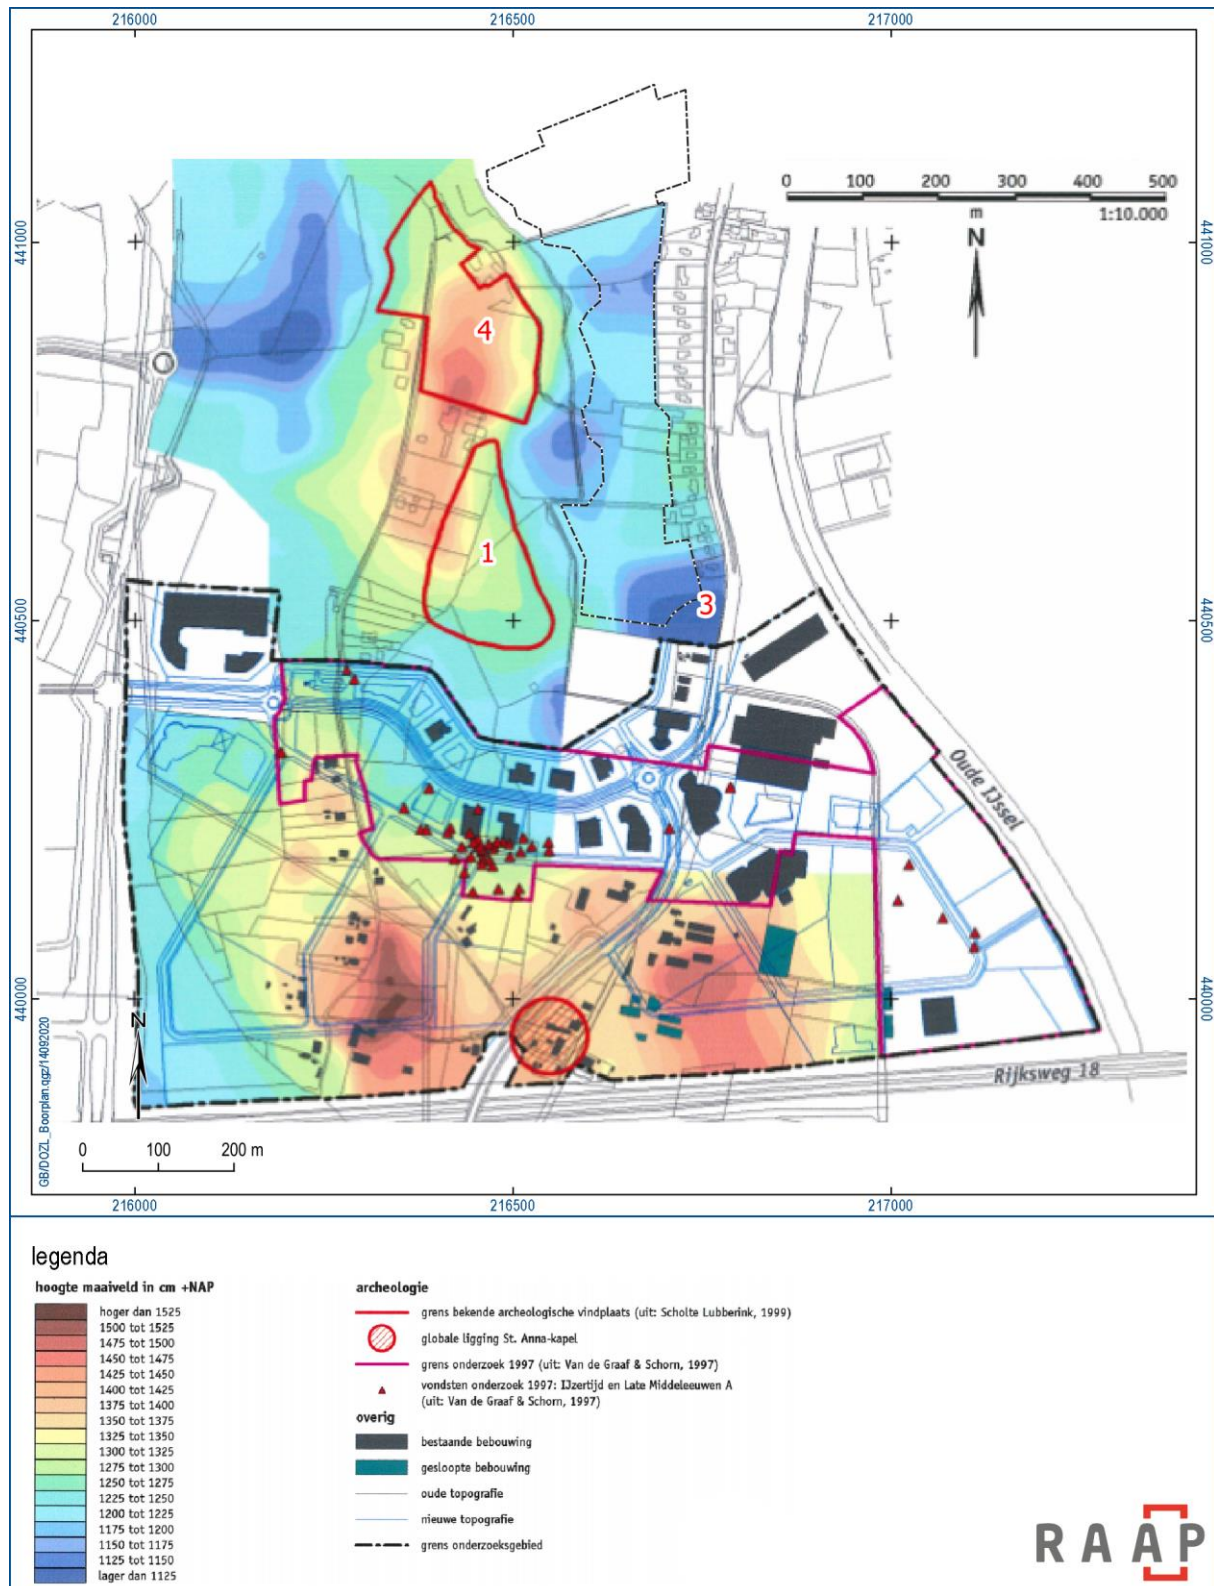 216000
216500
217000
0 100 200 300 400 500
m
1:10.000
N
441000
441000
4
1
3
440500
440500
Oude IJssel
440000
440000
N
Rijksweg 18
GB/DOZL_Boorplan.qgz/14092020
0 100 200 m
216000
216500
217000
legenda
hoogte maaiveld in cm +NAP
hoger dan 1525
1500 tot 1525
1475 tot 1500
1450 tot 1475
1425 tot 1450
1400 tot 1425
1375 tot 1400
1350 tot 1375
1325 tot 1350
1300 tot 1325
1275 tot 1300
1250 tot 1275
1225 tot 1250
1200 tot 1225
1175 tot 1200
1150 tot 1175
1125 tot 1150
lager dan 1125
archeologie
grens bekende archeologische vindplaats (uit: Scholte Lubberink, 1999)
globale ligging St. Anna-kapel
grens onderzoek 1997 (uit: Van de Graaf & Schorn, 1997)
vondsten onderzoek 1997: IJzertijd en Late Middeleeuwen A
(uit: Van de Graaf & Schorn, 1997)
overig
bestaande bebouwing
gesloopte bebouwing
oude topografie
nieuwe topografie
grens onderzoeksgebied
RAAP